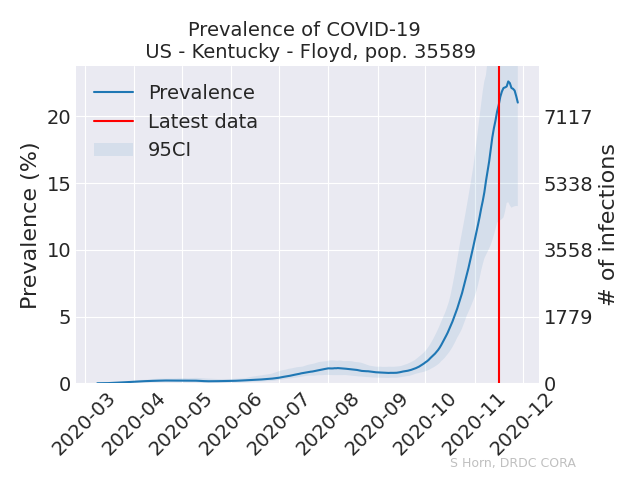 Prevalence of COVID-19
US - Kentucky - Floyd, pop. 35589
Prevalence
Latest data
95CI
Prevalence (%)
20
15
10
5
0
7117
5338
3558
1779
0
# of infections
2020-03
2020-04
2020-05
2020-06
2020-07
2020-08
2020-09
2020-10
2020-11
2020-12
S Horn, DRDC CORA